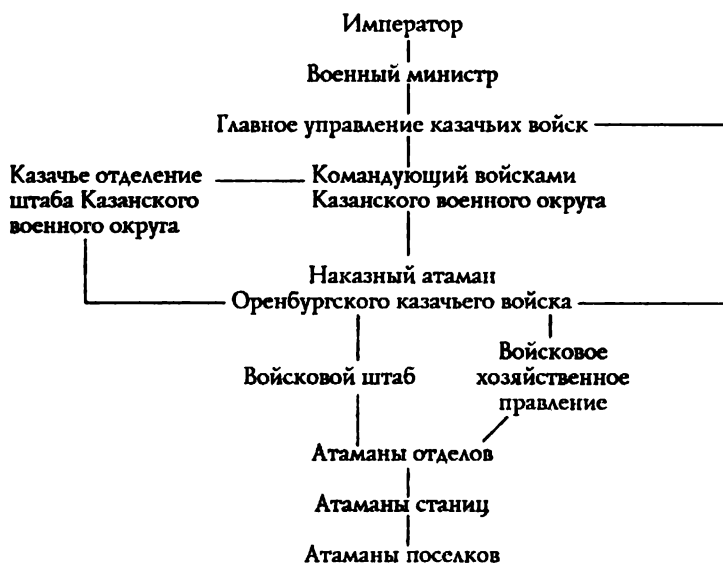 Император
Военный министр
Главное управление казачьих войск
Казачье отделение
штаба Казанского
военного округа
Командующий войсками
Казанского военного округа
Наказный атаман
Оренбургского казачьего войска
Войсковой штаб
Войсковое
хозяйственное
правление
Атаманы отделов
Атаманы станиц
Атаманы поселков